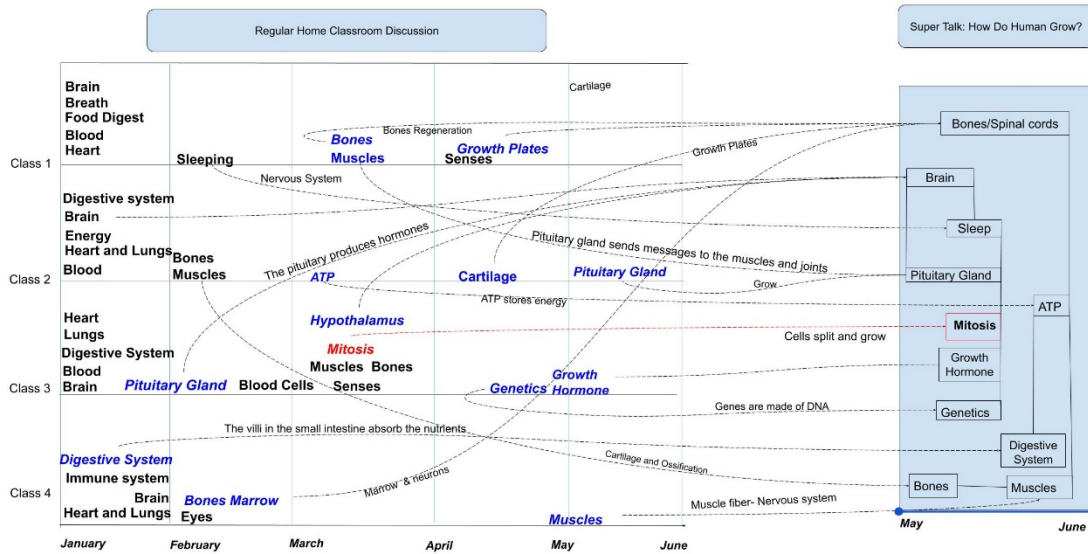 Regular Home Classroom Discussion
Super Talk: How Do Human Grow?
Class 1
Brain
Breath
Food Digest
Blood
Heart
Sleeping
Bones
Muscles
Bones Regeneration
Growth Plates
Senses
Cartilage
Growth Plates
Nervous System
Class 2
Digestive system
Brain
Energy
Heart and Lungs
Blood
Bones
Muscles
The pituitary produces hormones
ATP
Cartilage
Pituitary gland sends messages to the muscles and joints
Pituitary Gland
Grow
ATP stores energy
Class 3
Heart
Lungs
Digestive System
Blood
Brain
Pituitary Gland
Blood Cells
Hypothalamus
Mitosis
Muscles Bones
Senses
Genetics
Growth
Hormone
Cells split and grow
Genes are made of DNA
Class 4
The villi in the small intestine absorb the nutrients
Digestive System
Immune system
Brain
Heart and Lungs
Bones Marrow
Eyes
Marrow & neurons
Cartilage and Ossification
Muscles
Muscle fiber- Nervous system
Bones/Spinal cords
Brain
Sleep
Pituitary Gland
ATP
Mitosis
Growth
Hormone
Genetics
Digestive
System
Bones
Muscles
January
February
March
April
May
June
May
June